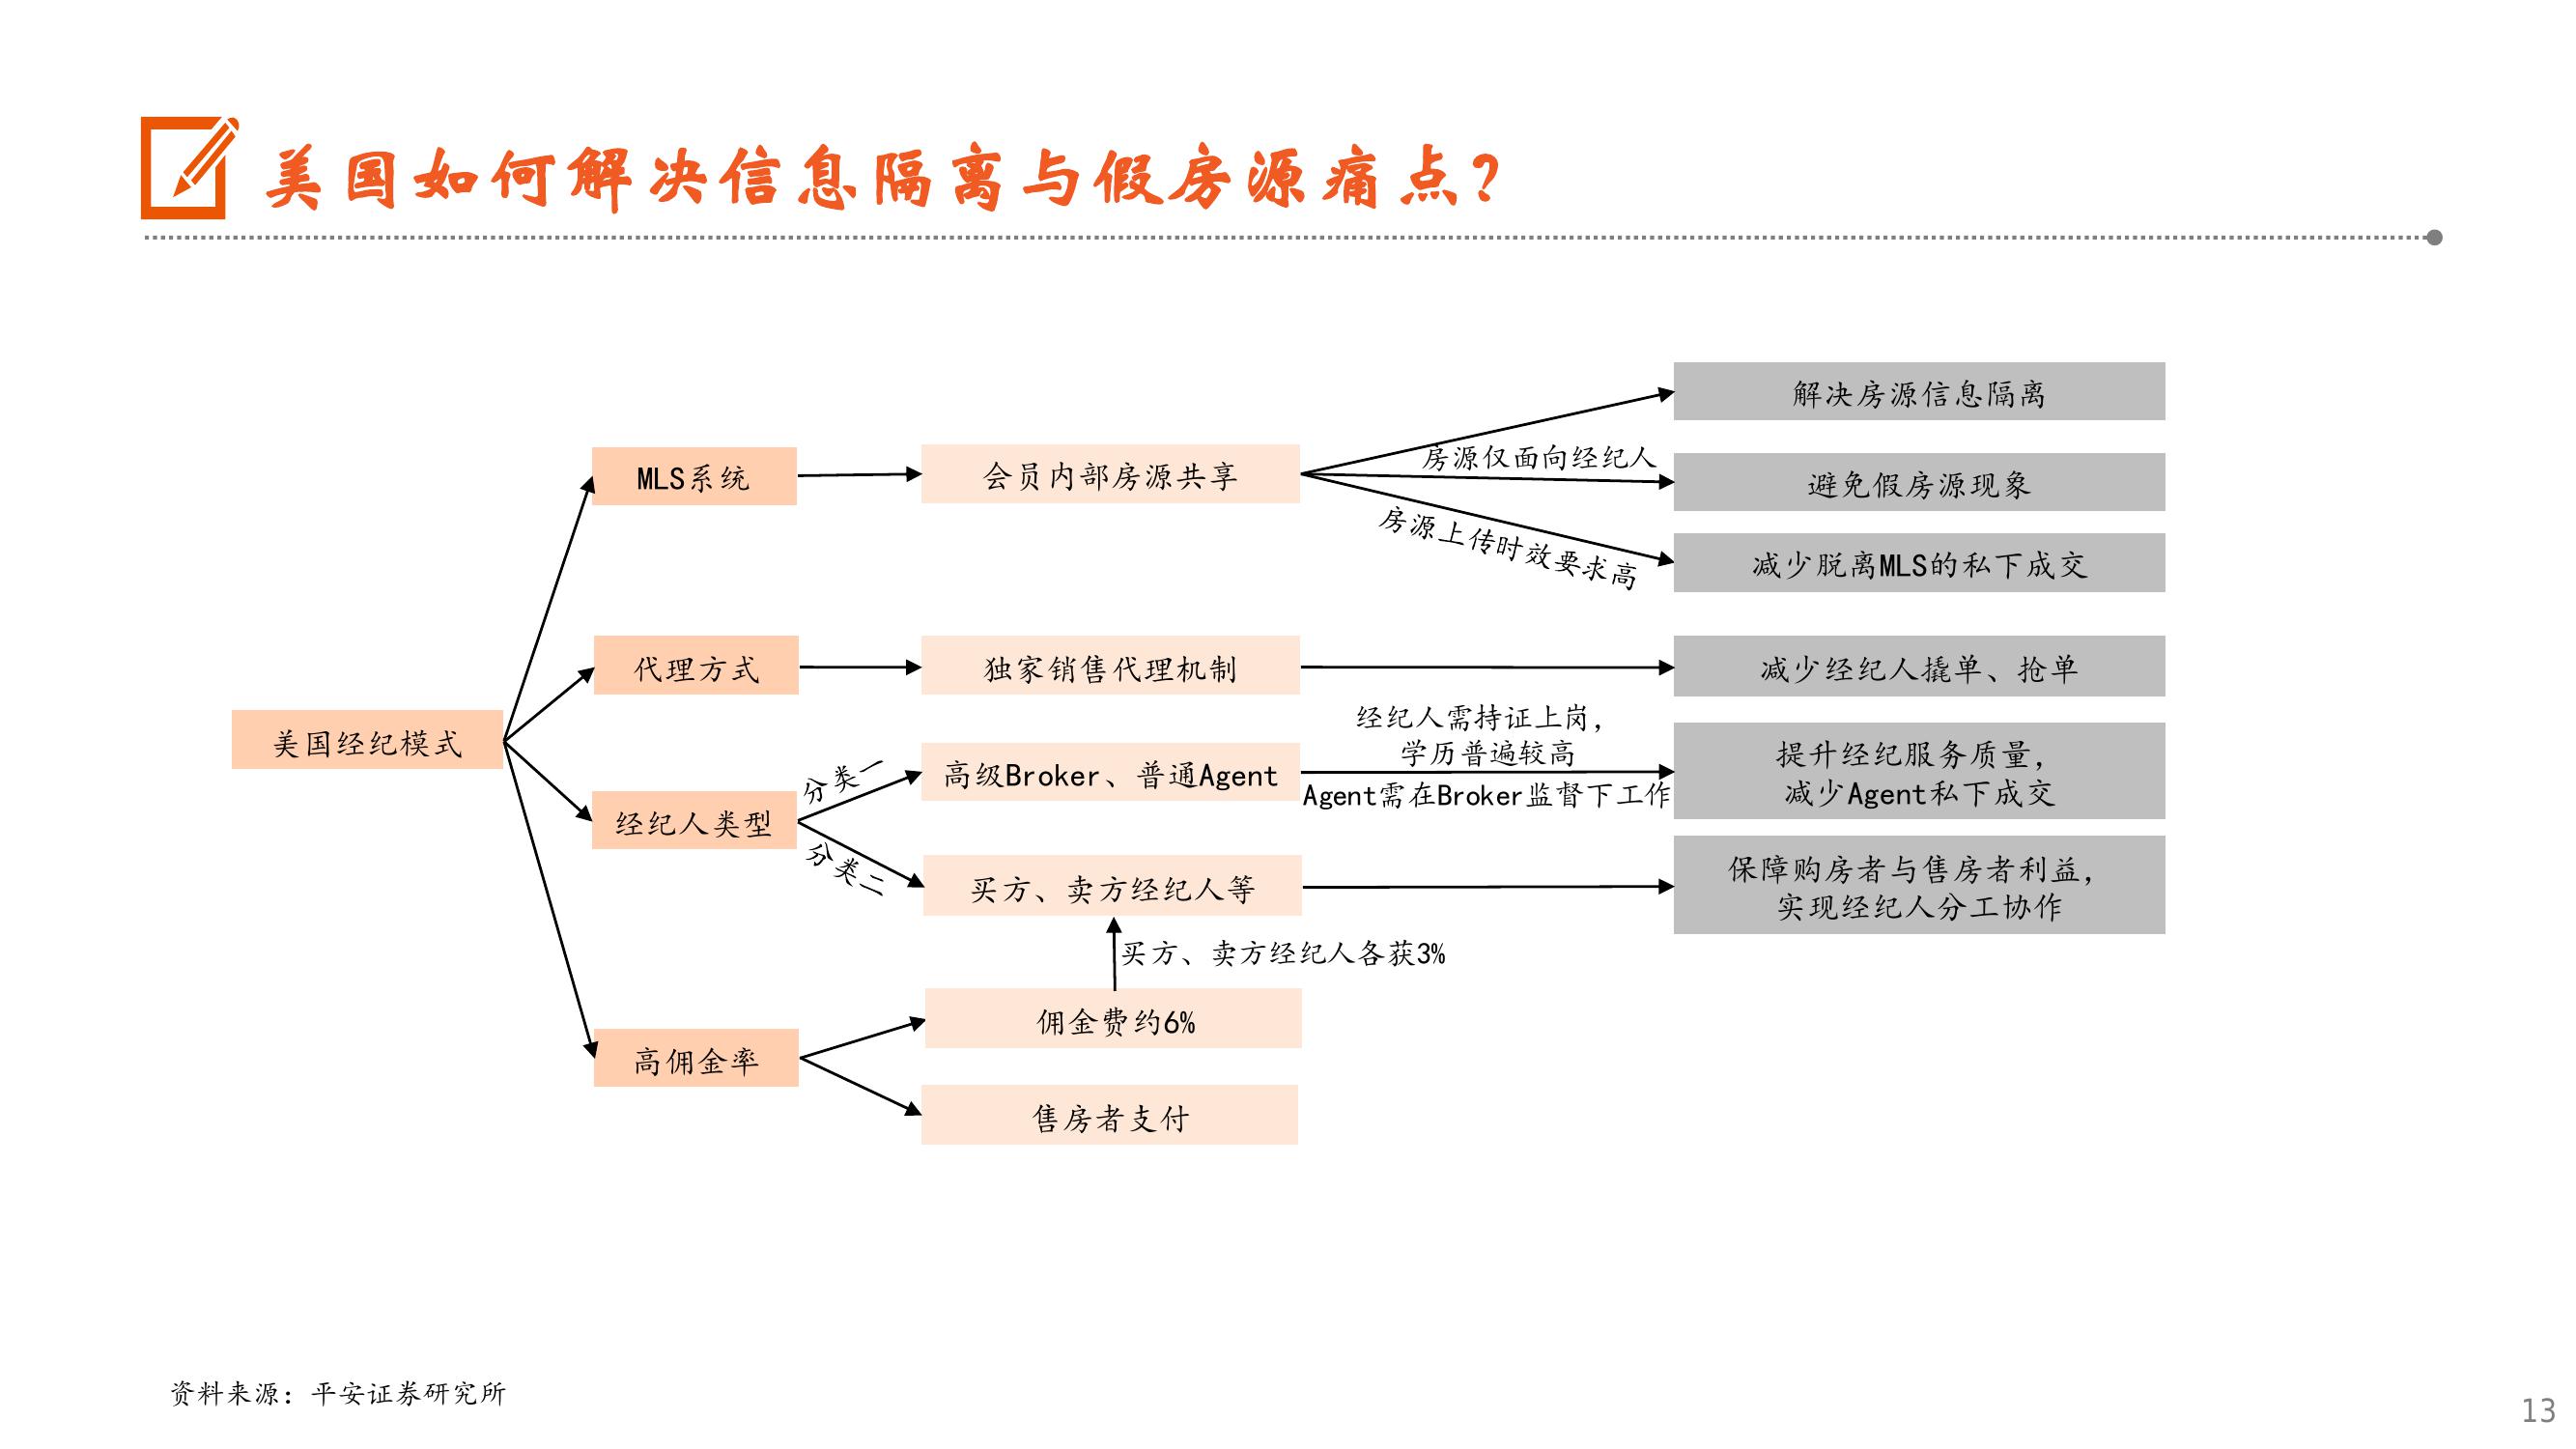 美国如何解决信息隔离与假房源痛点?
解决房源信息隔离
房源仅面向经纪人
MLS系统
会员内部房源共享
避免假房源现象
房源上传时效要求高
减少脱离MLS的私下成交
代理方式
独家销售代理机制
减少经纪人撬单、抢单
美国经纪模式
经纪人需持证上岗，
学历普遍较高
分类一
高级Broker、普通Agent
Agent需在Broker监督下工作
提升经纪服务质量，
减少Agent私下成交
经纪人类型
分类二
买方、卖方经纪人等
保障购房者与售房者利益，
实现经纪人分工协作
买方、卖方经纪人各获3%
佣金费约6%
高佣金率
售房者支付
资料来源：平安证券研究所
13